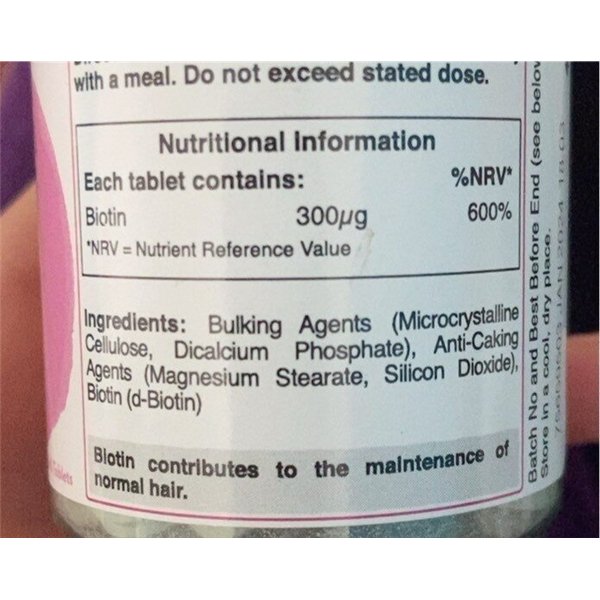 with a meal. Do not exceed stated dose.
Nutritional Information
Each tablet contains: %NRV*
Biotin 300µg 600%
*NRV = Nutrient Reference Value
Ingredients: Bulking Agents (Microcrystalline
Cellulose, Dicalcium Phosphate), Anti-Caking
Agents (Magnesium Stearate, Silicon Dioxide),
Biotin (d-Biotin)
Biotin contributes to the maintenance of
normal hair.
Tablets
Batch No and Best Before End (see below
Store in a cool, dry place.